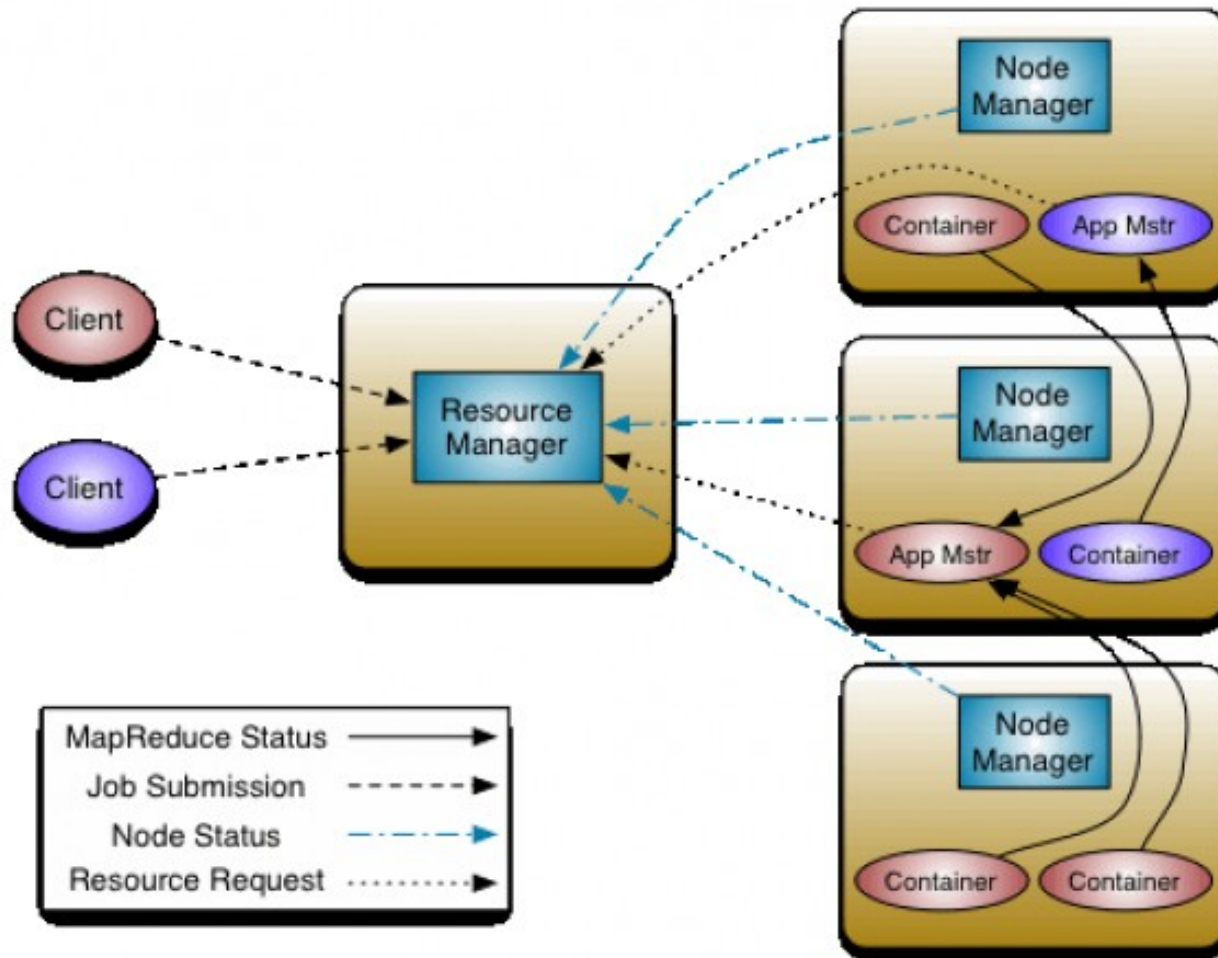 Node
Manager
Container
App Mstr
Client
Resource
Manager
Node
Manager
Client
App Mstr
Container
Node
Manager
MapReduce Status
Job Submission
Node Status
Resource Request
Container
Container